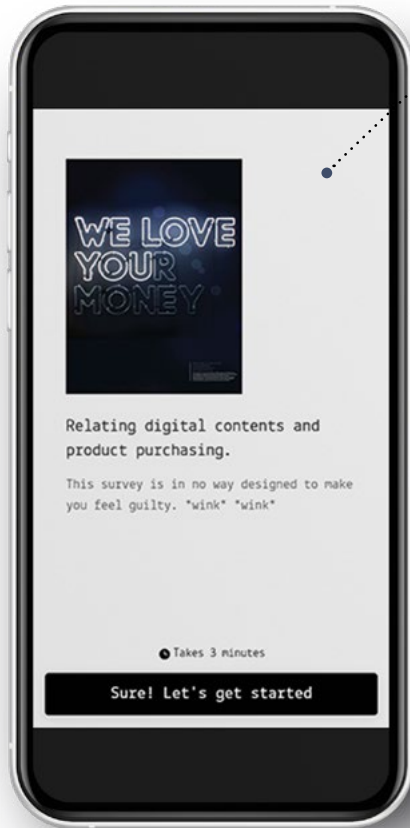 WE LOVE
YOUR
MONEY
Relating digital contents and
product purchasing.
This survey is in no way designed to make
you feel guilty. "wink" "wink"
Takes 3 minutes
Sure! Let's get started